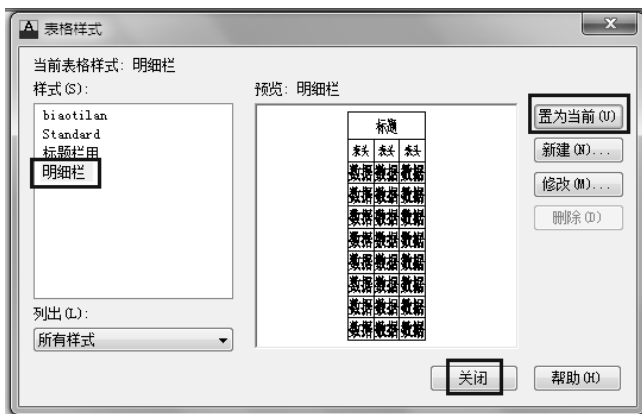 表格样式
当前表格样式: 明细栏
样式(S):
biaotilan
Standard
标题栏用
明细栏
列出(L):
所有样式
预览: 明细栏
标题
表头 表头 表头
数据 数据 数据
数据 数据 数据
数据 数据 数据
数据 数据 数据
数据 数据 数据
数据 数据 数据
数据 数据 数据
数据 数据 数据
置为当前(U)
新建(N)...
修改(M)...
删除(D)
关闭
帮助(H)